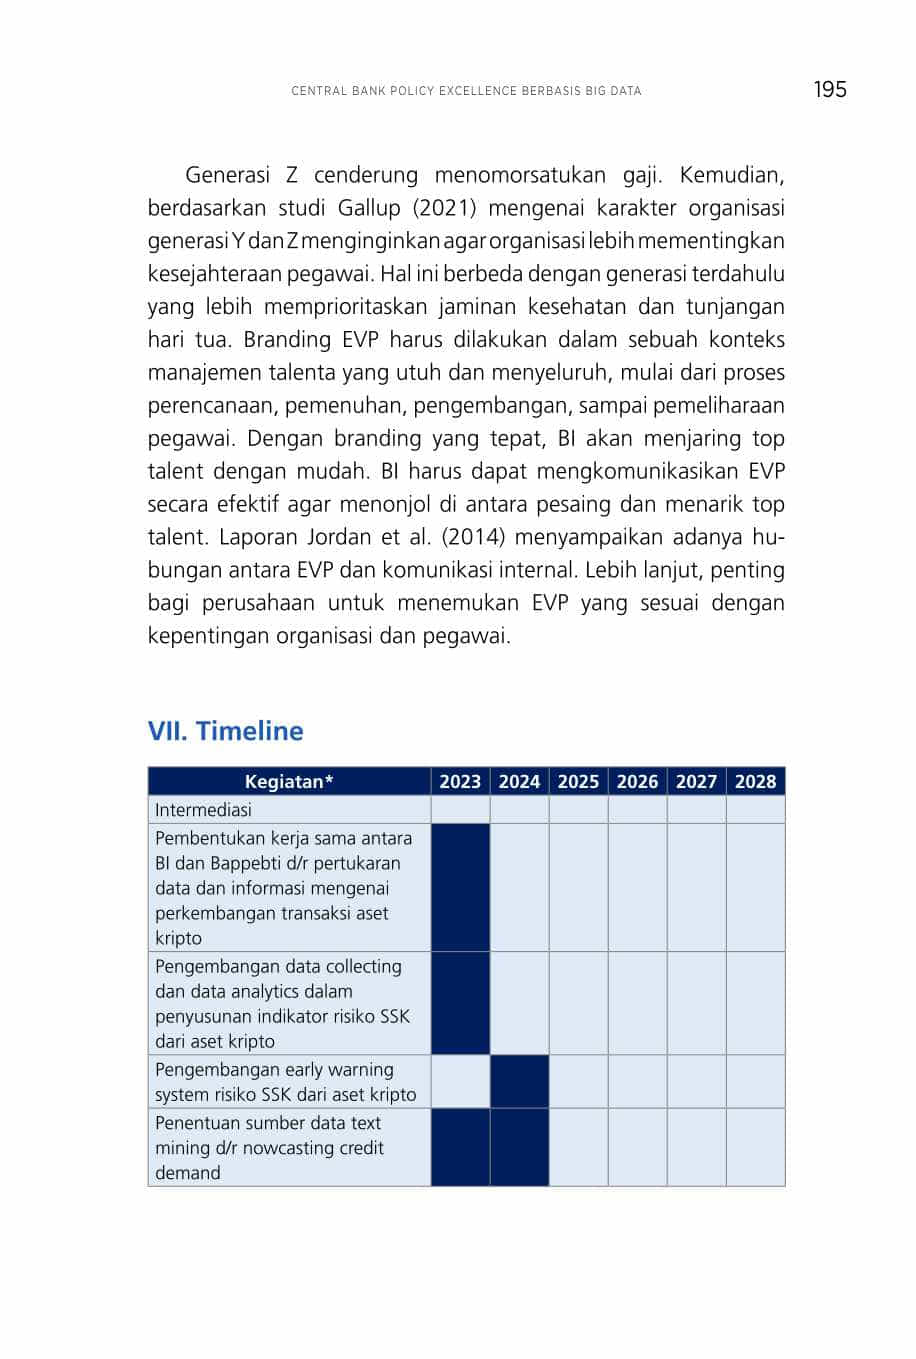 CENTRAL BANK POLICY EXCELLENCE BERBASIS BIG DATA 195
Generasi Z cenderung menomorsatukan gaji. Kemudian,
berdasarkan studi Gallup (2021) mengenai karakter organisasi
generasi Y dan Z menginginkan agar organisasi lebih mementingkan
kesejahteraan pegawai. Hal ini berbeda dengan generasi terdahulu
yang lebih memprioritaskan jaminan kesehatan dan tunjangan
hari tua. Branding EVP harus dilakukan dalam sebuah konteks
manajemen talenta yang utuh dan menyeluruh, mulai dari proses
perencanaan, pemenuhan, pengembangan, sampai pemeliharaan
pegawai. Dengan branding yang tepat, BI akan menjaring top
talent dengan mudah. BI harus dapat mengkomunikasikan EVP
secara efektif agar menonjol di antara pesaing dan menarik top
talent. Laporan Jordan et al. (2014) menyampaikan adanya hu-
bungan antara EVP dan komunikasi internal. Lebih lanjut, penting
bagi perusahaan untuk menemukan EVP yang sesuai dengan
kepentingan organisasi dan pegawai.
VII. Timeline
Kegiatan* 2023 2024 2025 2026 2027 2028
Intermediasi
Pembentukan kerja sama antara
BI dan Bappebti d/r pertukaran
data dan informasi mengenai
perkembangan transaksi aset
kripto
Pengembangan data collecting
dan data analytics dalam
penyusunan indikator risiko SSK
dari aset kripto
Pengembangan early warning
system risiko SSK dari aset kripto
Penentuan sumber data text
mining d/r nowcasting credit
demand